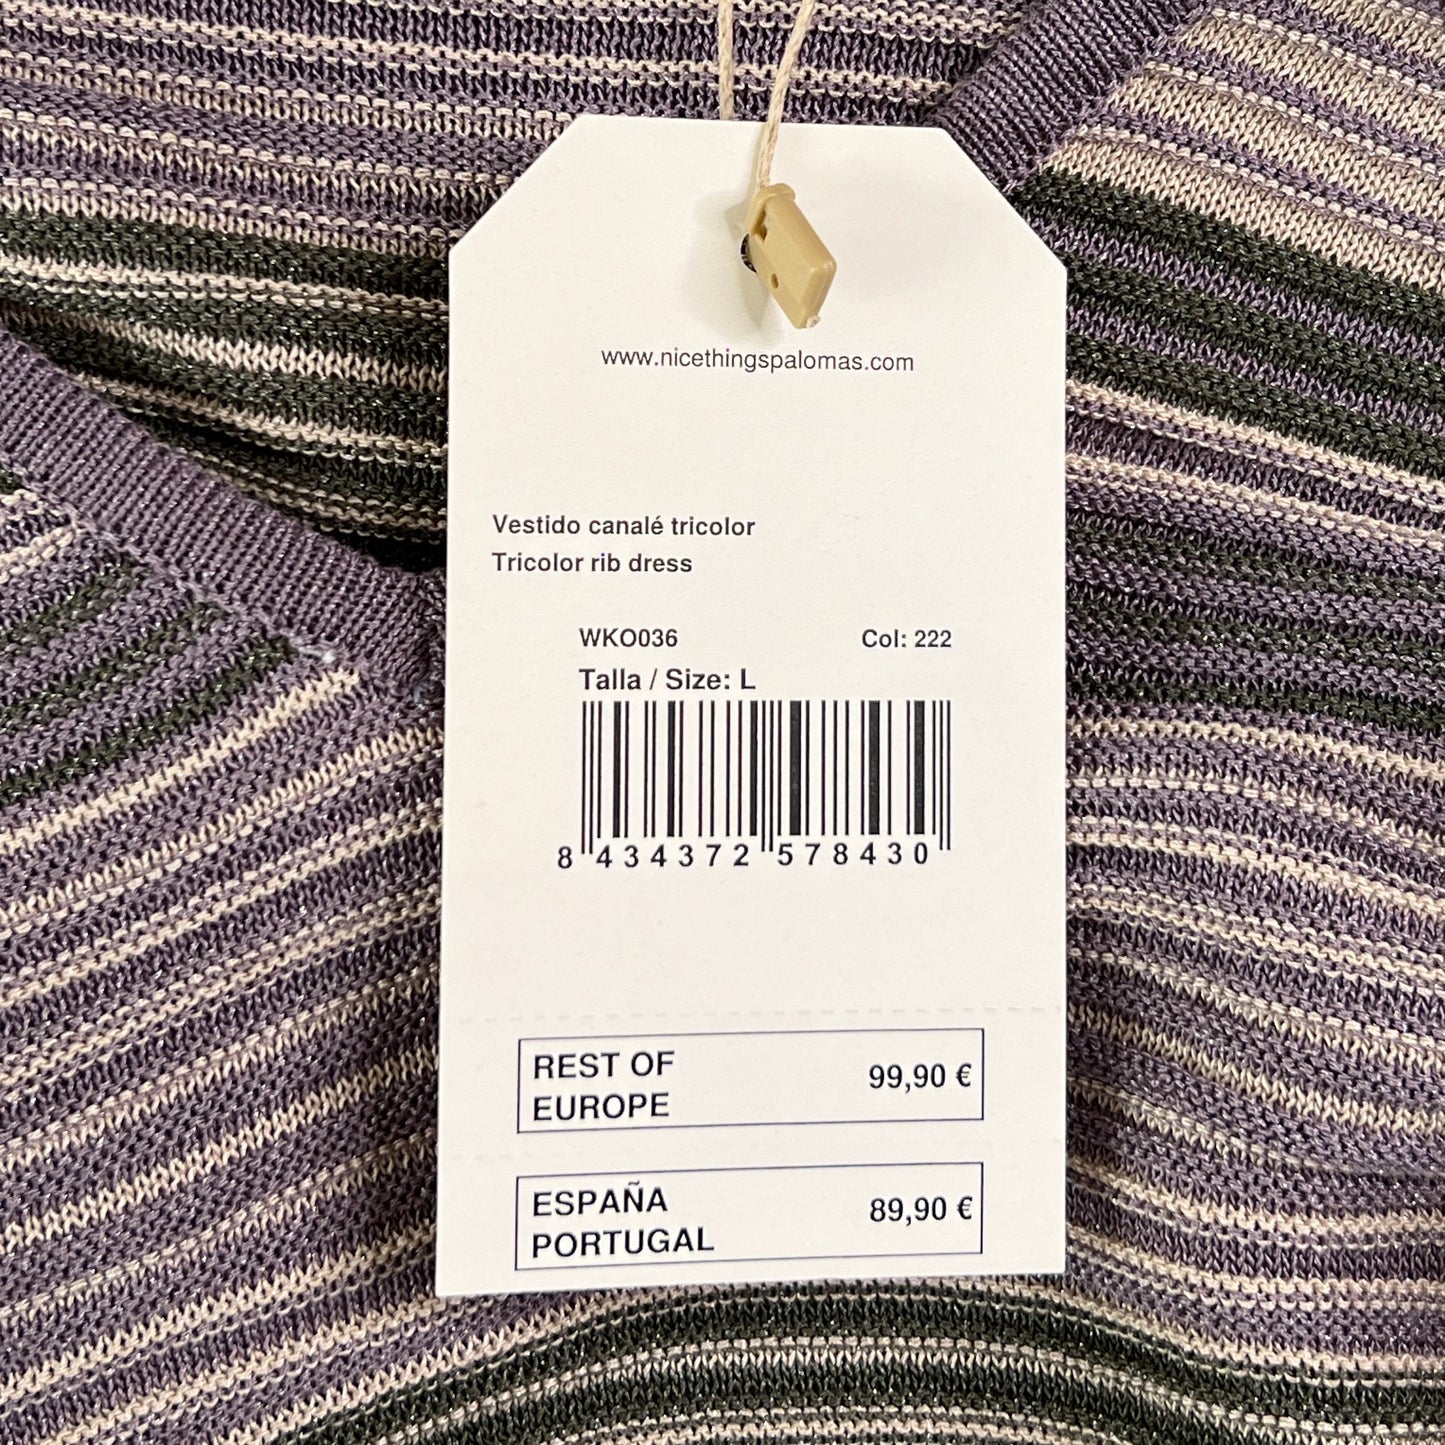 www.nicethingspalomas.com
Vestido canalé tricolor
Tricolor rib dress
WKO036 Col: 222
Talla / Size: L
8 434372 578430
REST OF
EUROPE 99,90 €
ESPAÑA
PORTUGAL 89,90 €